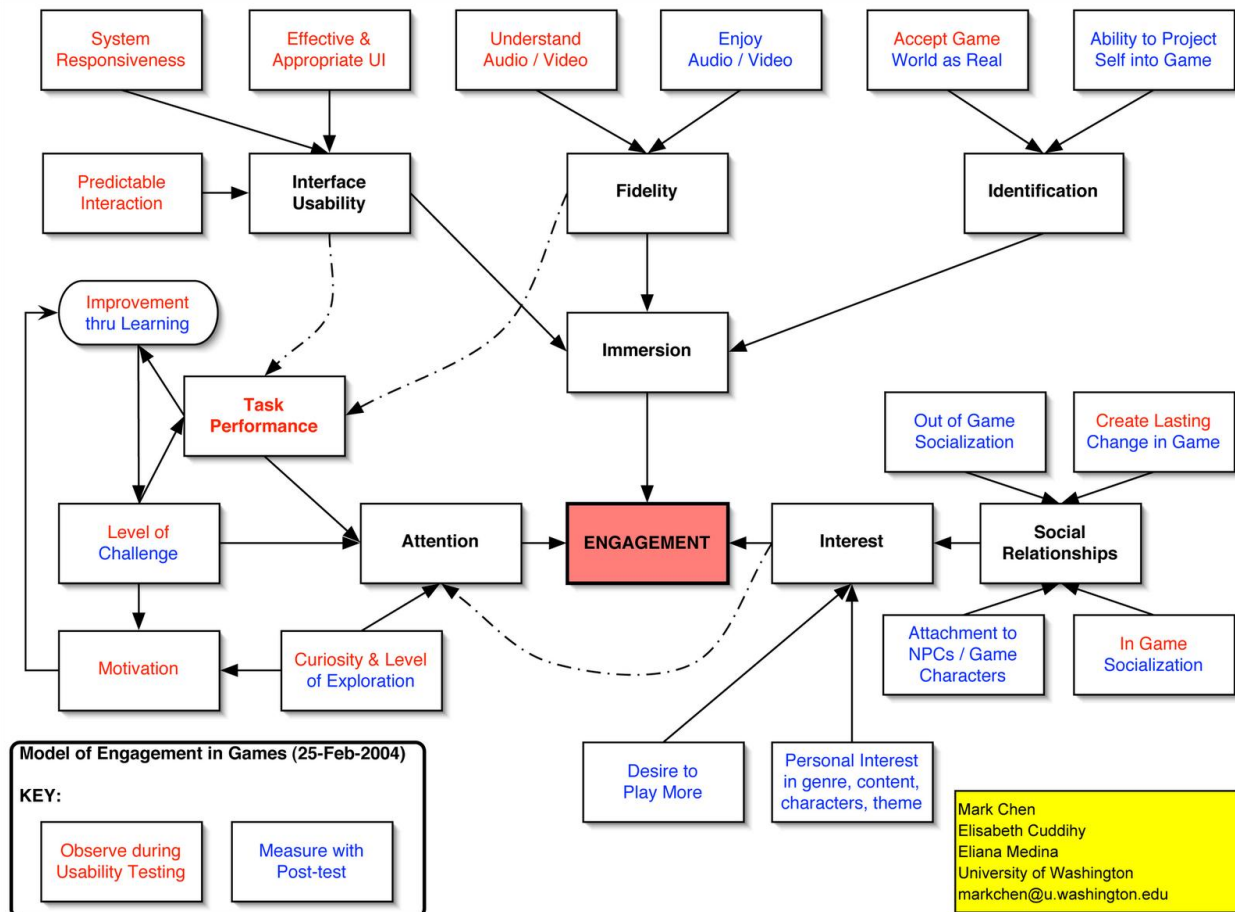 System
Responsiveness
Effective &
Appropriate UI
Understand
Audio / Video
Enjoy
Audio / Video
Accept Game
World as Real
Ability to Project
Self into Game
Predictable
Interaction
Interface
Usability
Fidelity
Identification
Improvement
thru Learning
Immersion
Task
Performance
Out of Game
Socialization
Create Lasting
Change in Game
Level of
Challenge
Attention
ENGAGEMENT
Interest
Social
Relationships
Motivation
Curiosity & Level
of Exploration
Attachment to
NPCs / Game
Characters
In Game
Socialization
Desire to
Play More
Personal Interest
in genre, content,
characters, theme
Model of Engagement in Games (25-Feb-2004)
KEY:
Observe during
Usability Testing
Measure with
Post-test
Mark Chen
Elisabeth Cuddihy
Eliana Medina
University of Washington
markchen@u.washington.edu